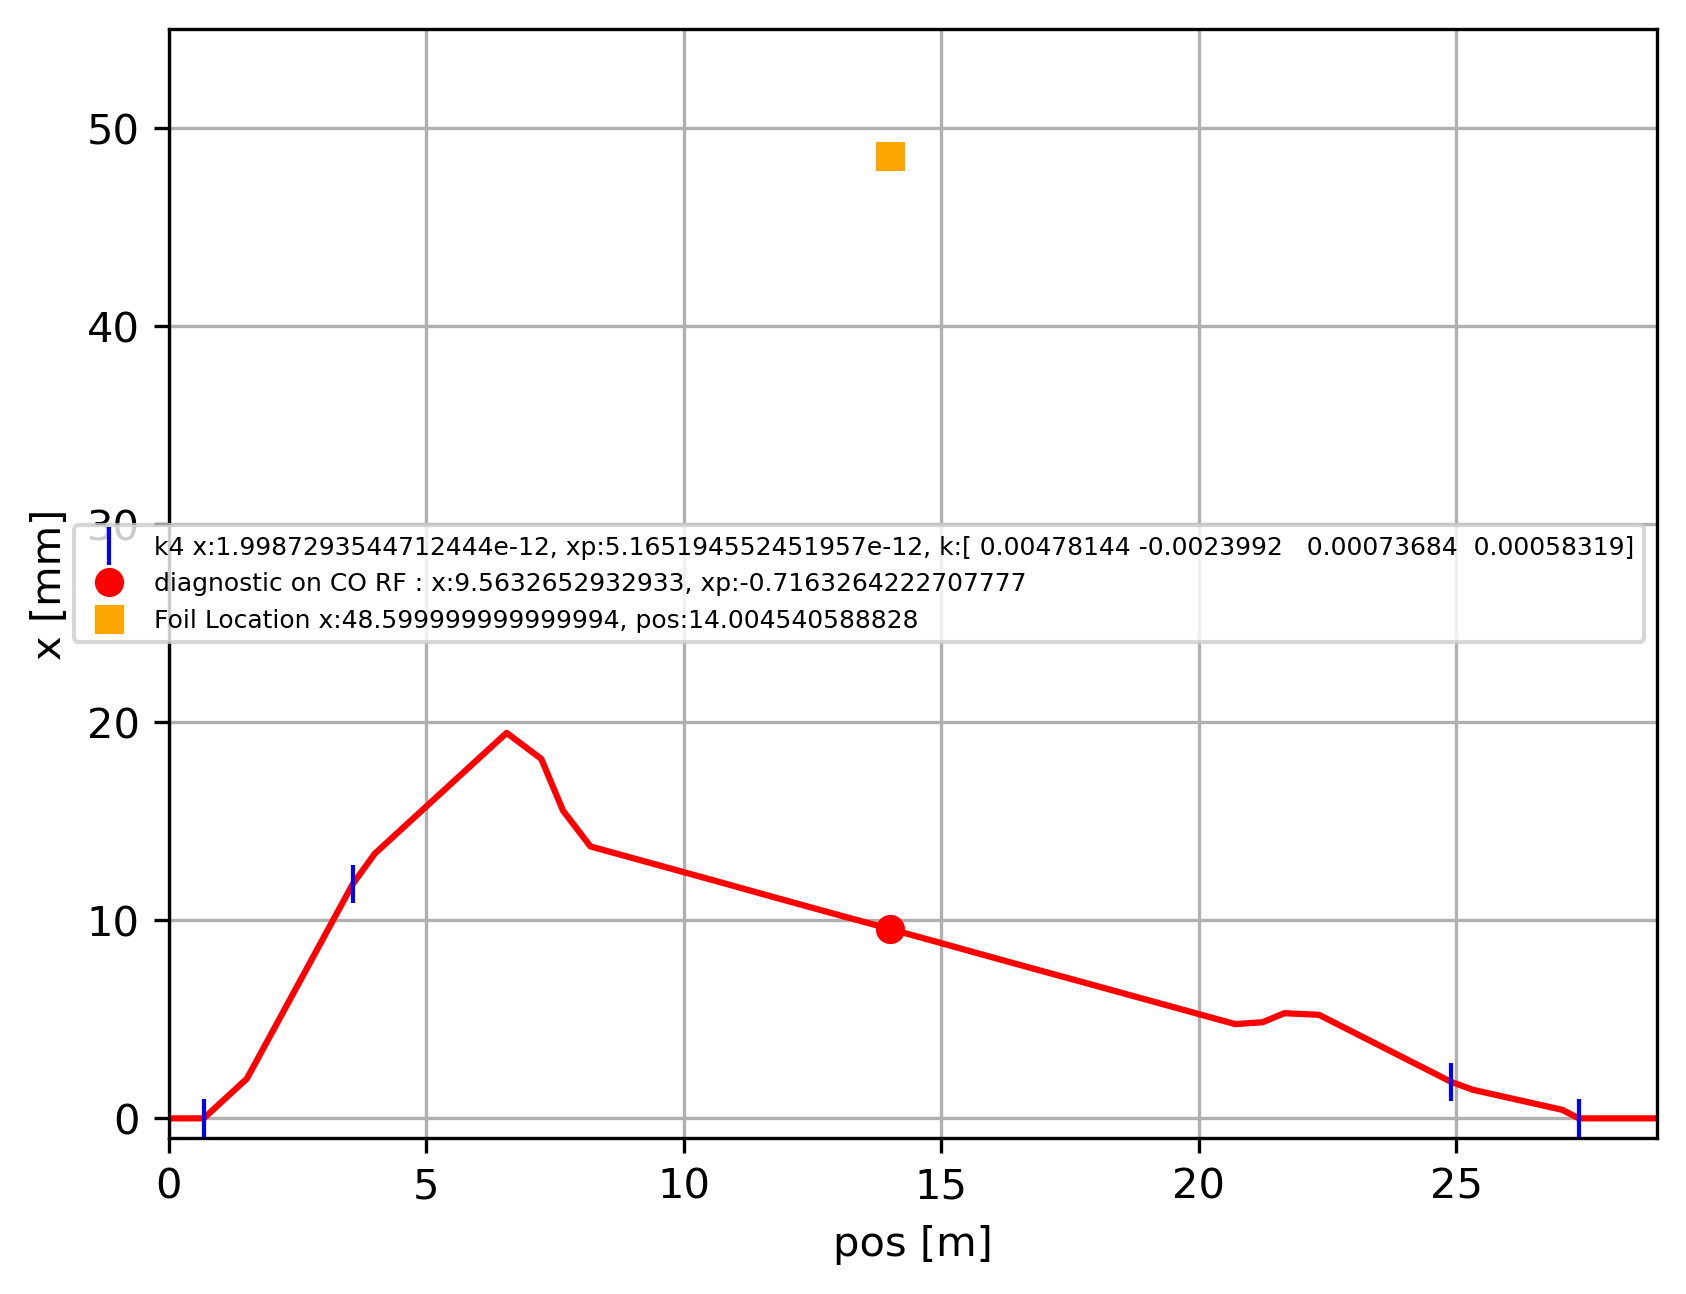 50
40
30
20
10
0
x [mm]
k4 x:1.9987293544712444e-12, xp:5.165194552451957e-12, k:[ 0.00478144 -0.0023992   0.00073684  0.00058319]
diagnostic on CO RF : x:9.5632652932933, xp:-0.7163264222707777
Foil Location x:48.599999999999994, pos:14.004540588828
0 5 10 15 20 25
pos [m]